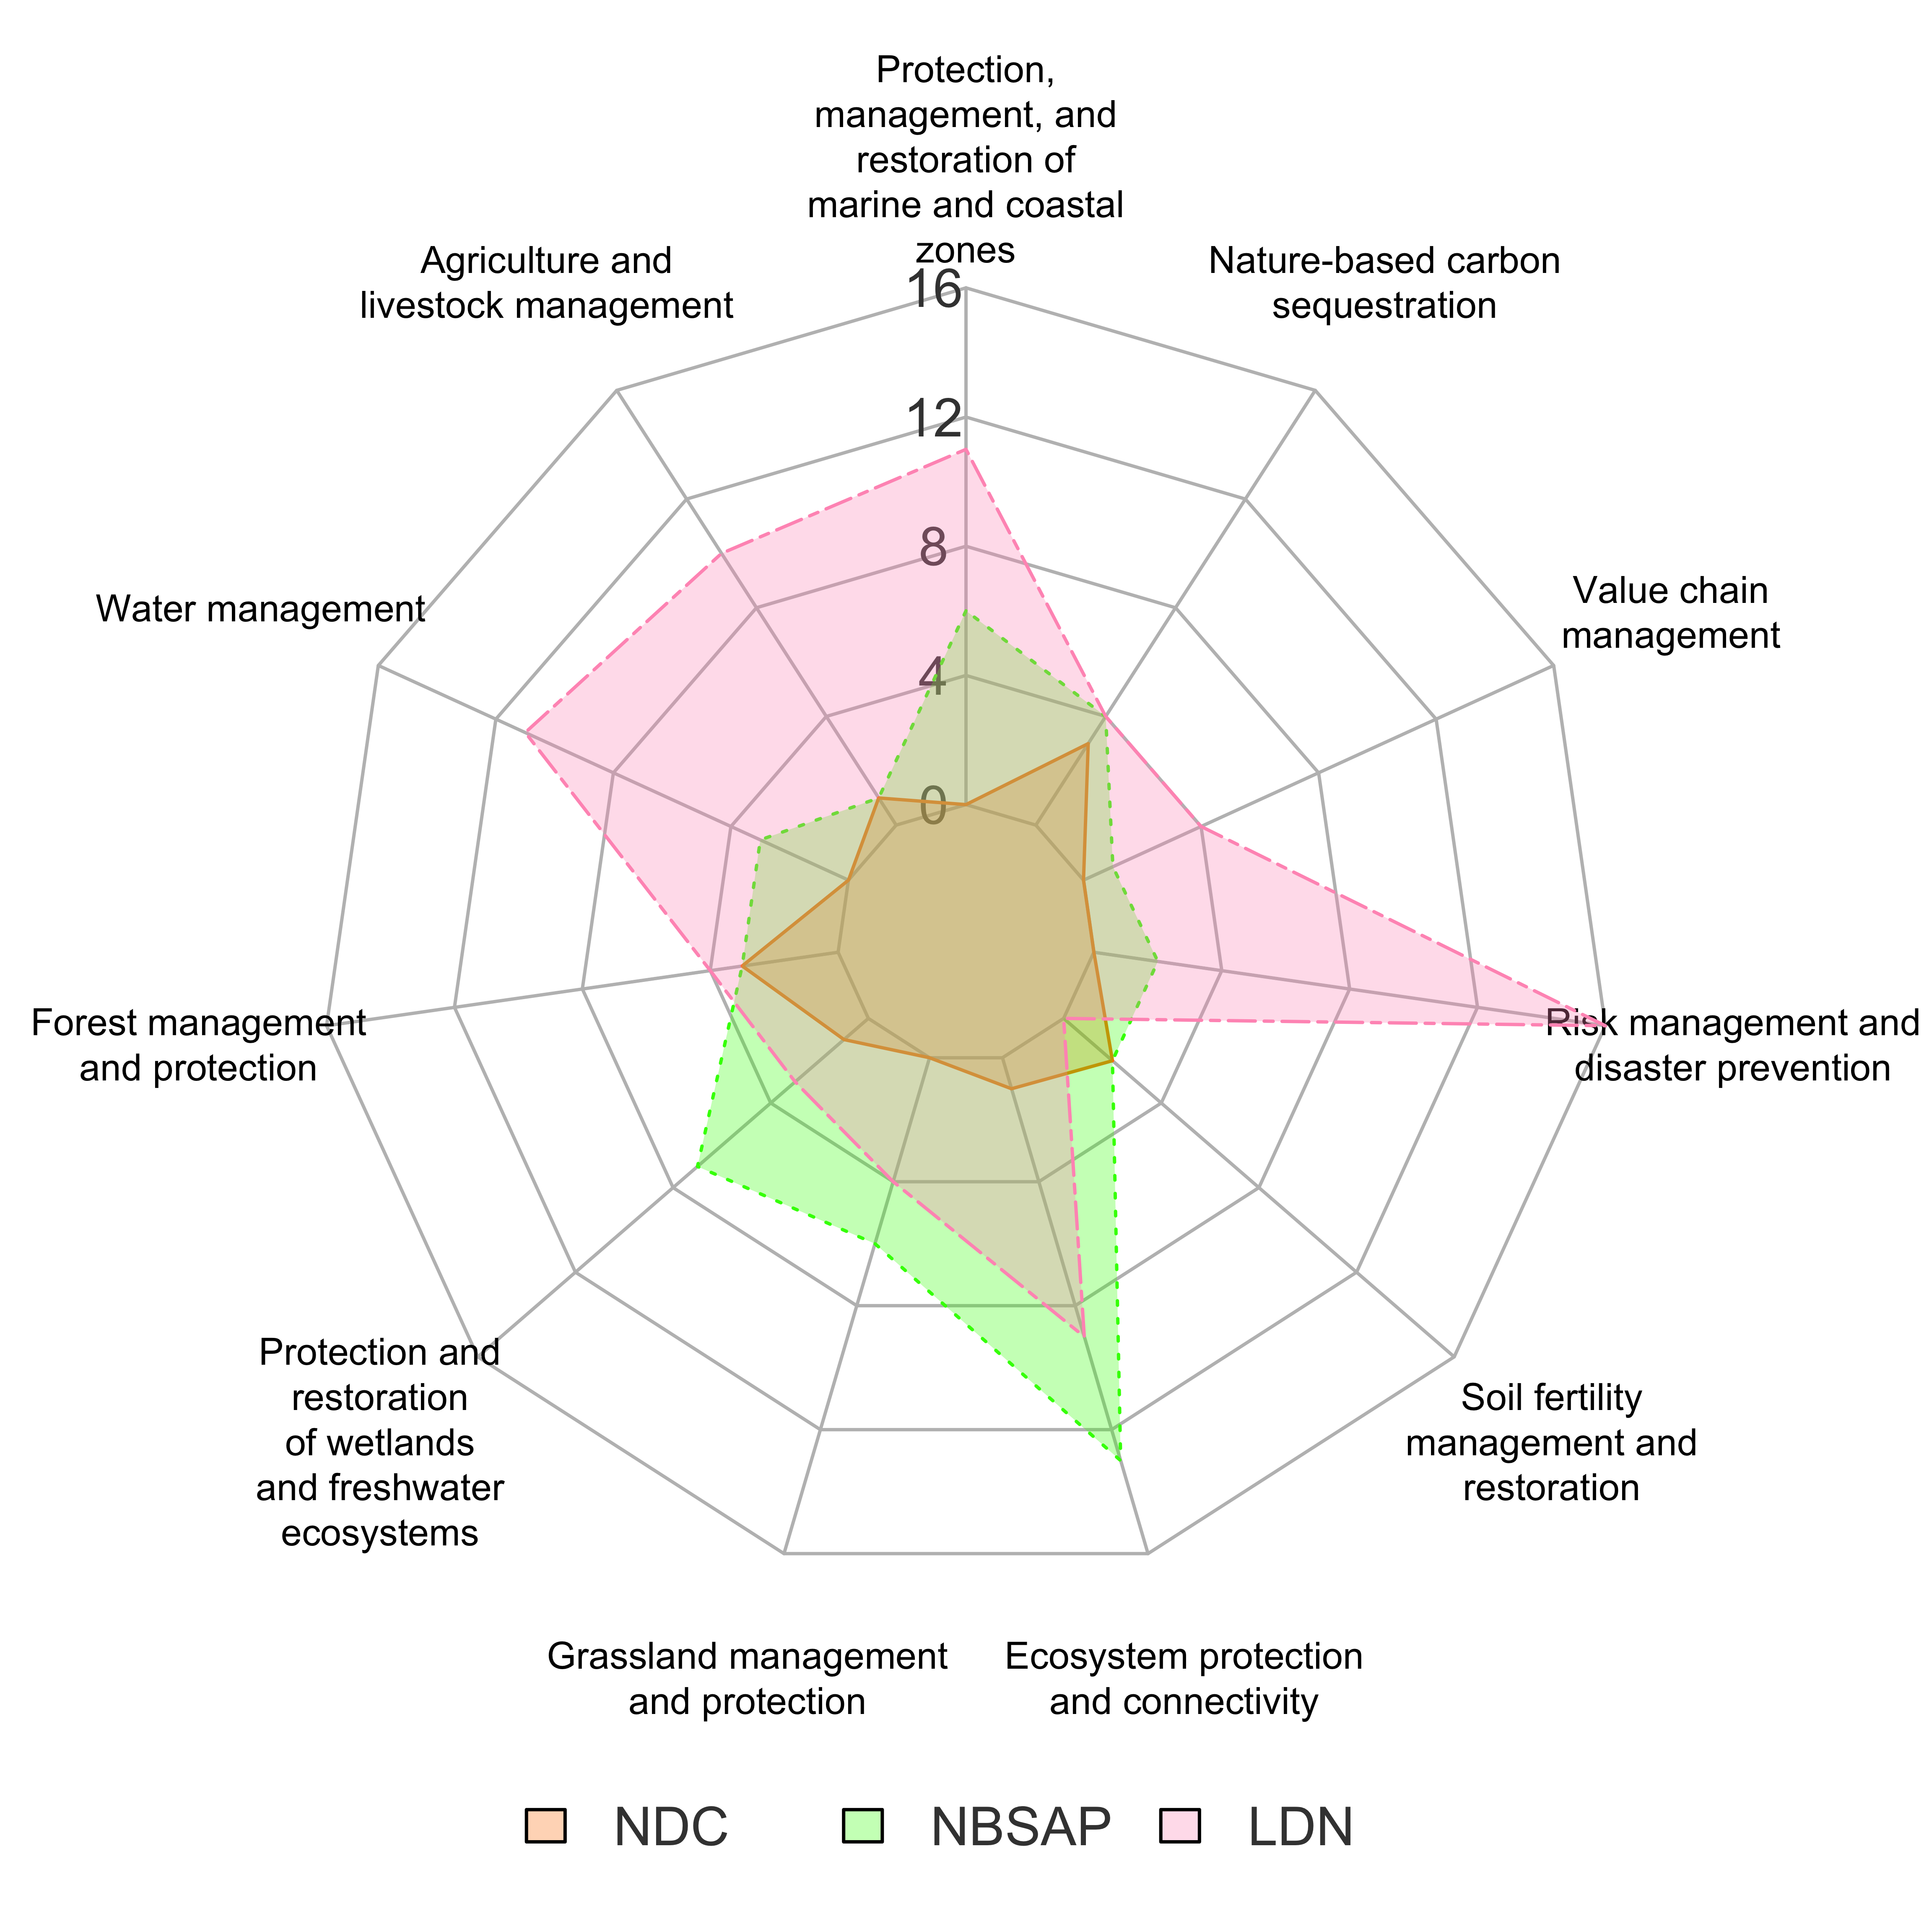 Protection,
management, and
restoration of
marine and coastal
zones
Agriculture and
livestock management
Nature-based carbon
sequestration
16
12
8
4
0
Water management
Value chain
management
Forest management
and protection
Risk management and
disaster prevention
Protection and
restoration
of wetlands
and freshwater
ecosystems
Soil fertility
management and
restoration
Grassland management
and protection
Ecosystem protection
and connectivity
NDC
NBSAP
LDN